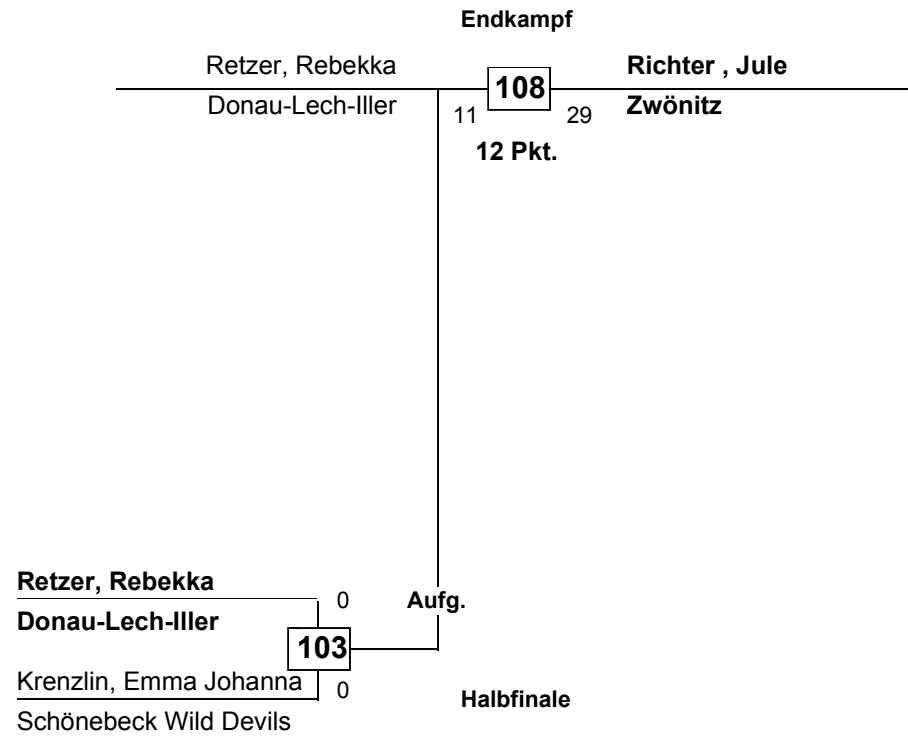 Endkampf
Retzer, Rebekka
Donau-Lech-Iller
11
108
29
Richter , Jule
Zwönitz
12 Pkt.
Retzer, Rebekka
Donau-Lech-Iller
0
Aufg.
103
Krenzlin, Emma Johanna
Schönebeck Wild Devils
0
Halbfinale